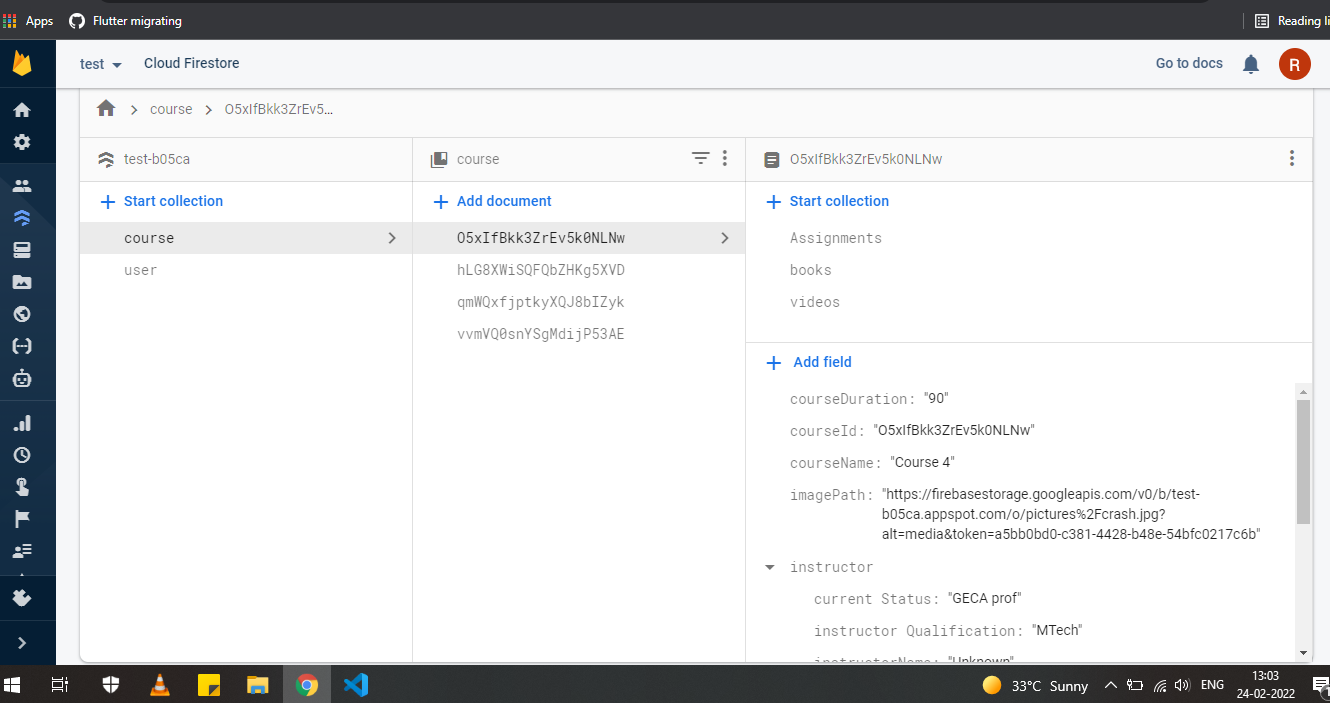 Apps Flutter migrating Reading li
test Cloud Firestore Go to docs R
course O5xIfBkk3ZrEv5...
test-b05ca course O5xIfBkk3ZrEv5k0NLNw
Start collection Add document Start collection
course O5xIfBkk3ZrEv5k0NLNw Assignments
user hLG8XWiSQFQbZHKg5XVD books
qmWQxfjptkyXQJ8bIZyk videos
vvmVQ0snYSgMdijP53AE
Add field
courseDuration: "90"
courseId: "O5xIfBkk3ZrEv5k0NLNw"
courseName: "Course 4"
imagePath: "https://firebasestorage.googleapis.com/v0/b/test-
b05ca.appspot.com/o/pictures%2Fcrash.jpg?
alt=media&token=a5bb0bd0-c381-4428-b48e-54bfc0217c6b"
instructor
current Status: "GECA prof"
instructor Qualification: "MTech"
instructorName: "Unknown"
33°C Sunny ENG 13:03
24-02-2022